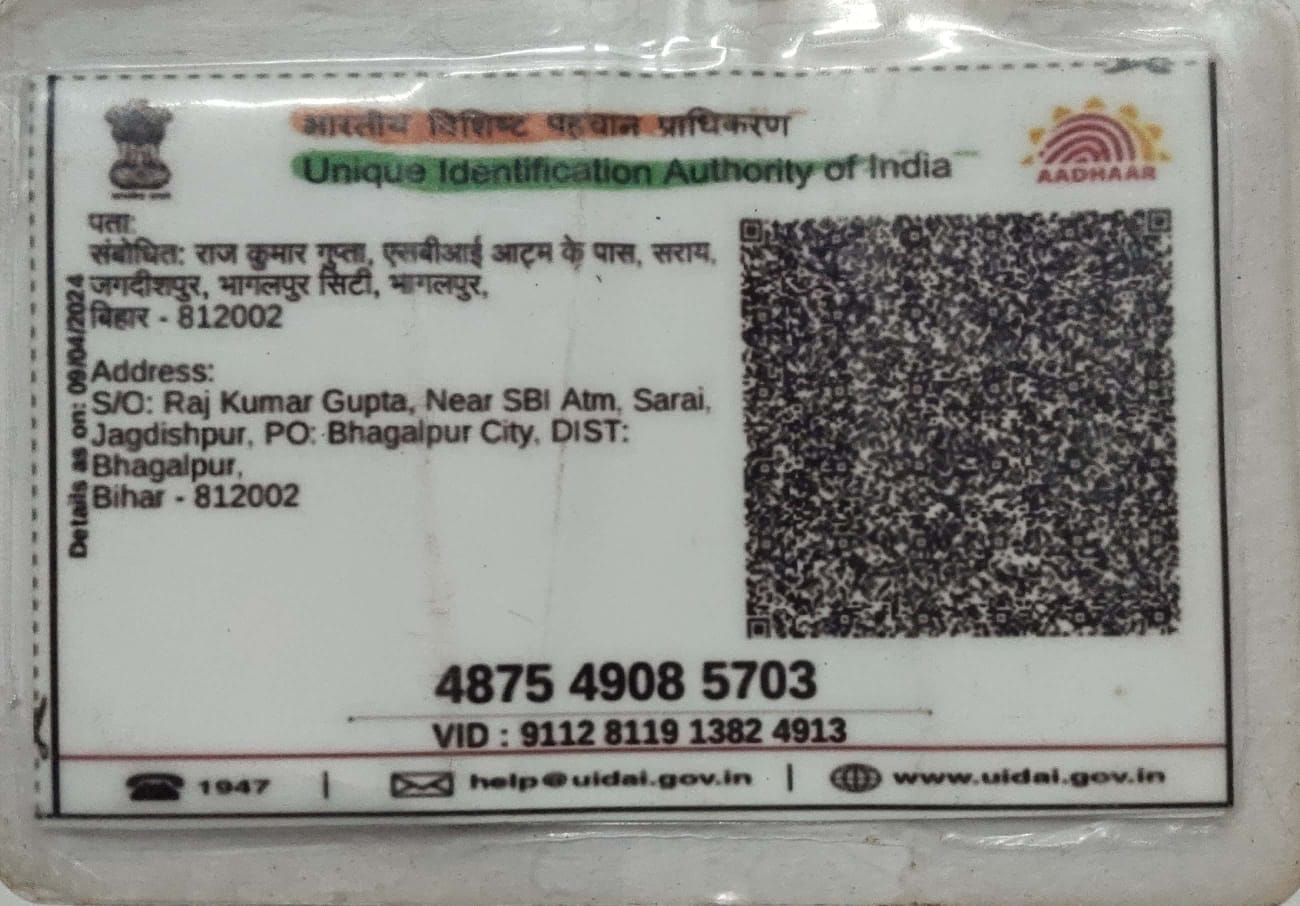 भारतीय विशिष्ट पहचान प्राधिकरण
Unique Identification Authority of India
AADHAAR
पता:
संबोधित: राज कुमार गुप्ता, एसबीआई आट्म के पास, सराय,
जगदीशपुर, भागलपुर सिटी, भागलपुर,
बिहार - 812002
Address:
S/O: Raj Kumar Gupta, Near SBI Atm, Sarai,
Jagdishpur, PO: Bhagalpur City, DIST:
Bhagalpur,
Bihar - 812002
Details as on: 09/04/2024
4875 4908 5703
VID : 9112 8119 1382 4913
1947 | help@uidai.gov.in | www.uidai.gov.in